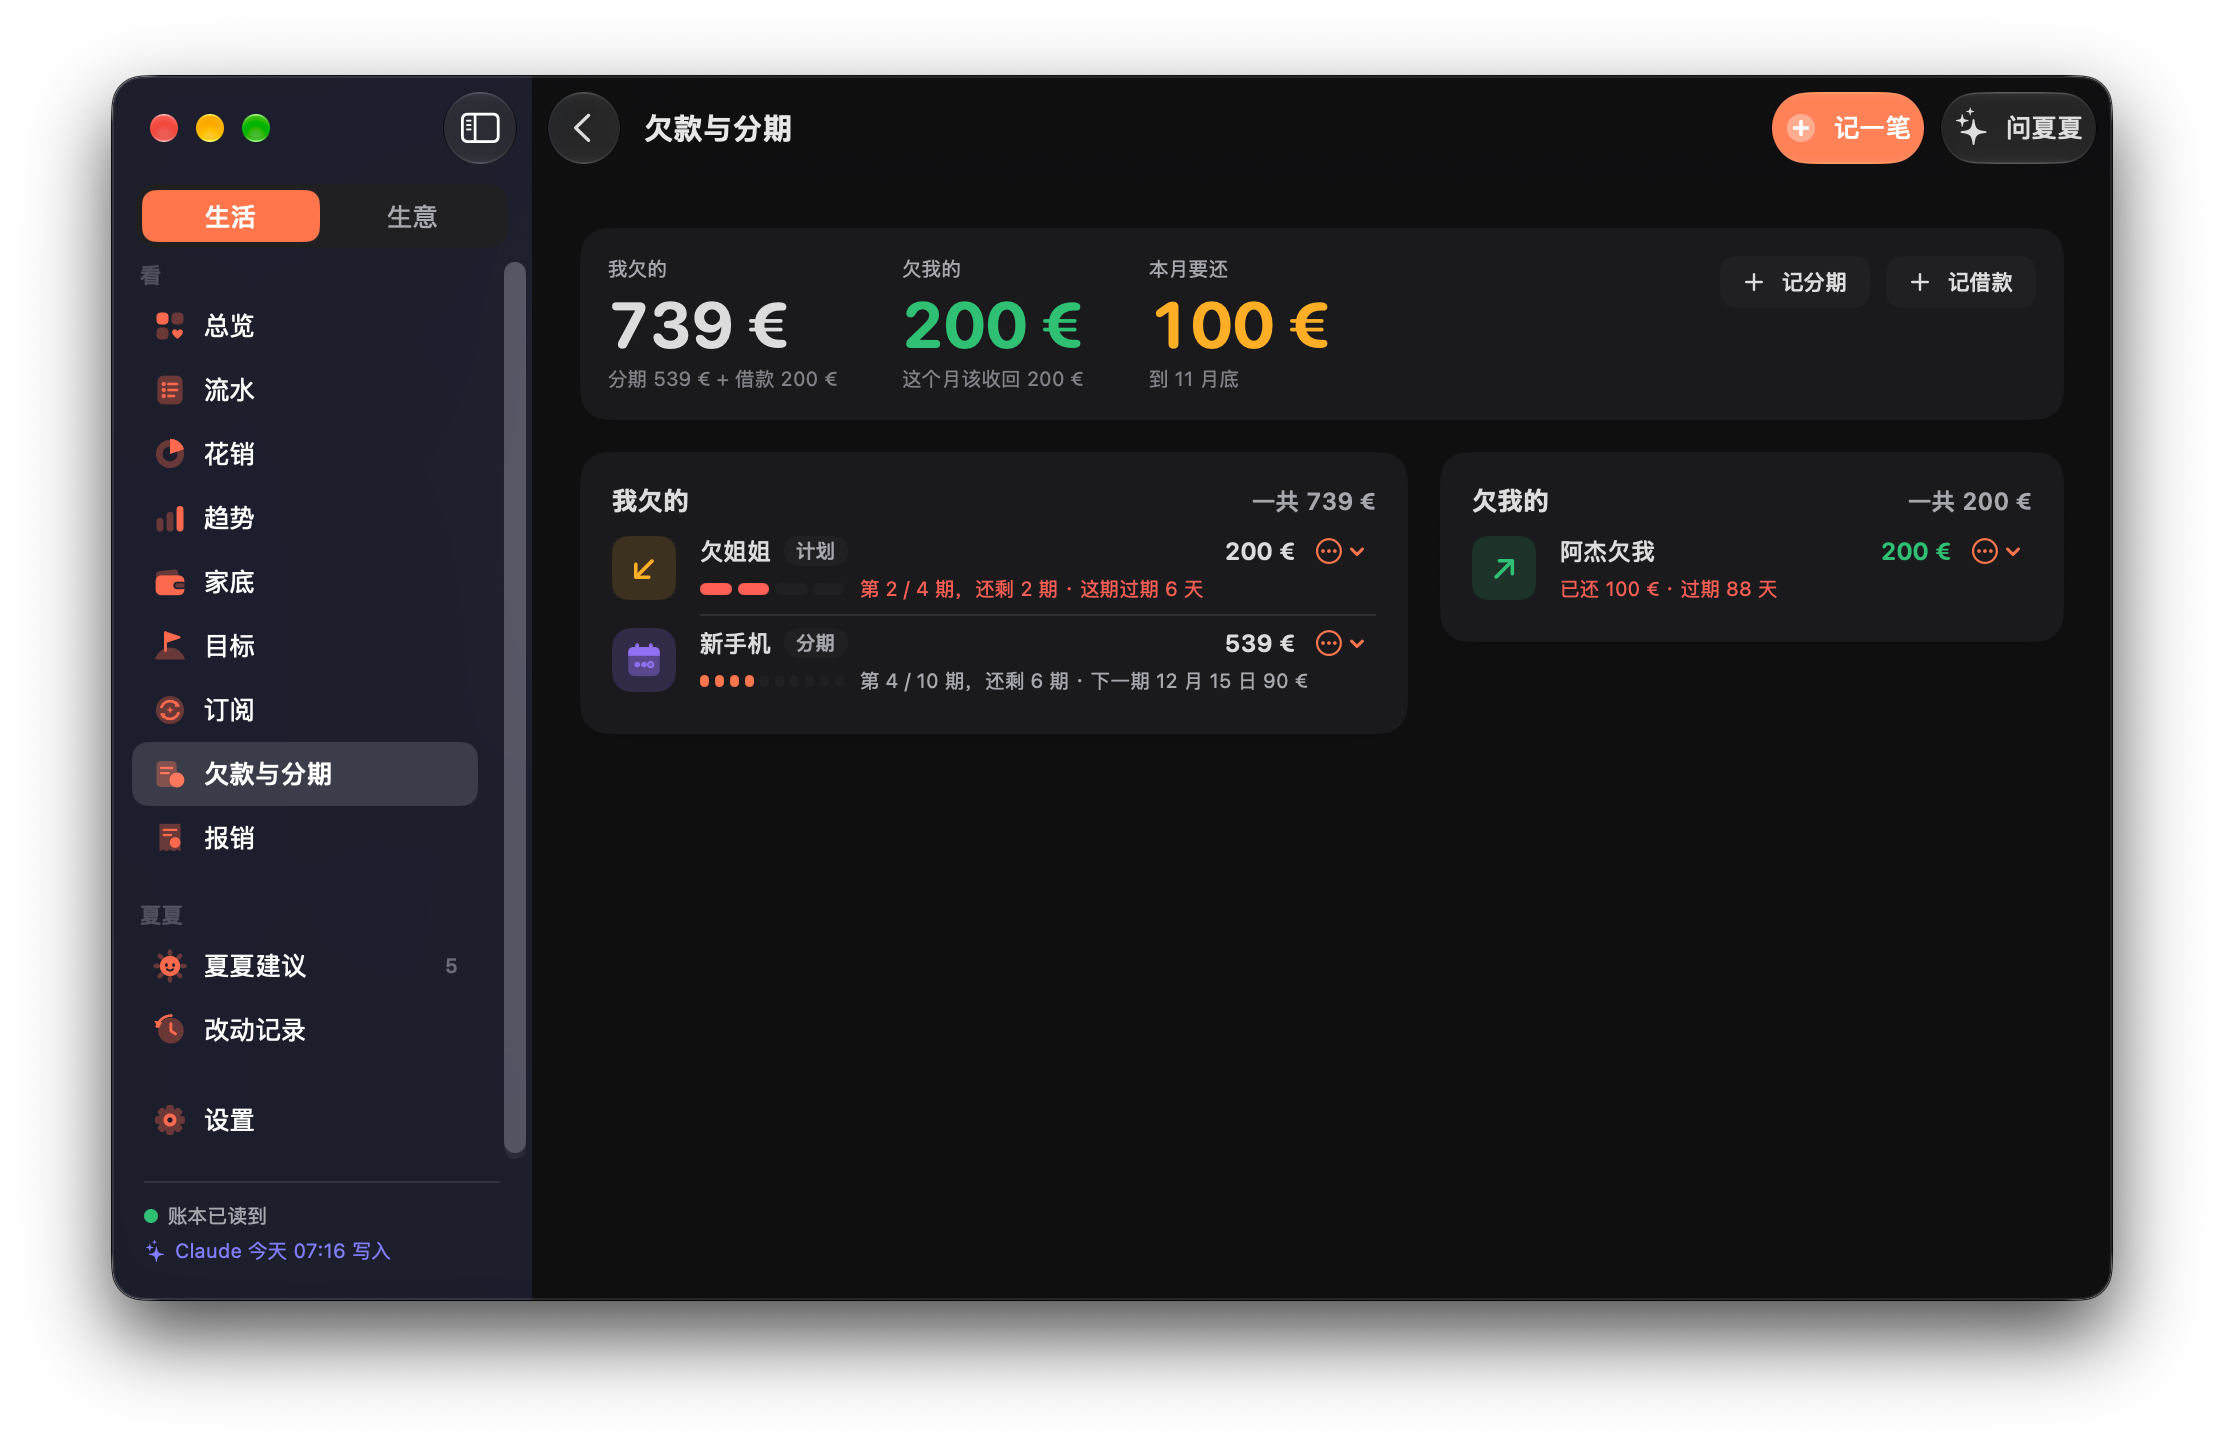 欠款与分期
记一笔
问夏夏
生活
生意
看
总览
流水
花销
趋势
家底
目标
订阅
欠款与分期
报销
夏夏
夏夏建议
5
改动记录
设置
账本已读到
Claude 今天 07:16 写入
我欠的
739 €
分期 539 € + 借款 200 €
欠我的
200 €
这个月该收回 200 €
本月要还
100 €
到 11 月底
记分期
记借款
我欠的
一共 739 €
欠姐姐
计划
200 €
第 2 / 4 期，还剩 2 期 · 这期过期 6 天
新手机
分期
539 €
第 4 / 10 期，还剩 6 期 · 下一期 12 月 15 日 90 €
欠我的
一共 200 €
阿杰欠我
200 €
已还 100 € · 过期 88 天